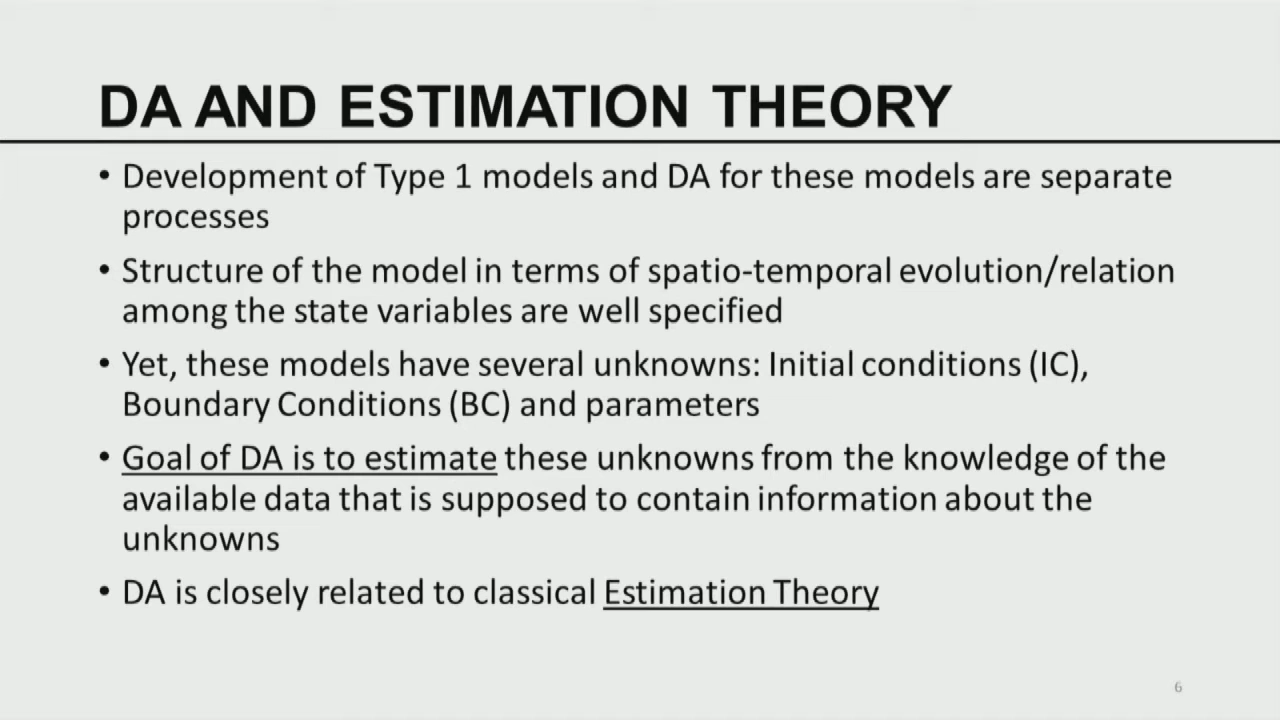 DA AND ESTIMATION THEORY
• Development of Type 1 models and DA for these models are separate
processes
• Structure of the model in terms of spatio-temporal evolution/relation
among the state variables are well specified
• Yet, these models have several unknowns: Initial conditions (IC),
Boundary Conditions (BC) and parameters
• Goal of DA is to estimate these unknowns from the knowledge of the
available data that is supposed to contain information about the
unknowns
• DA is closely related to classical Estimation Theory
6